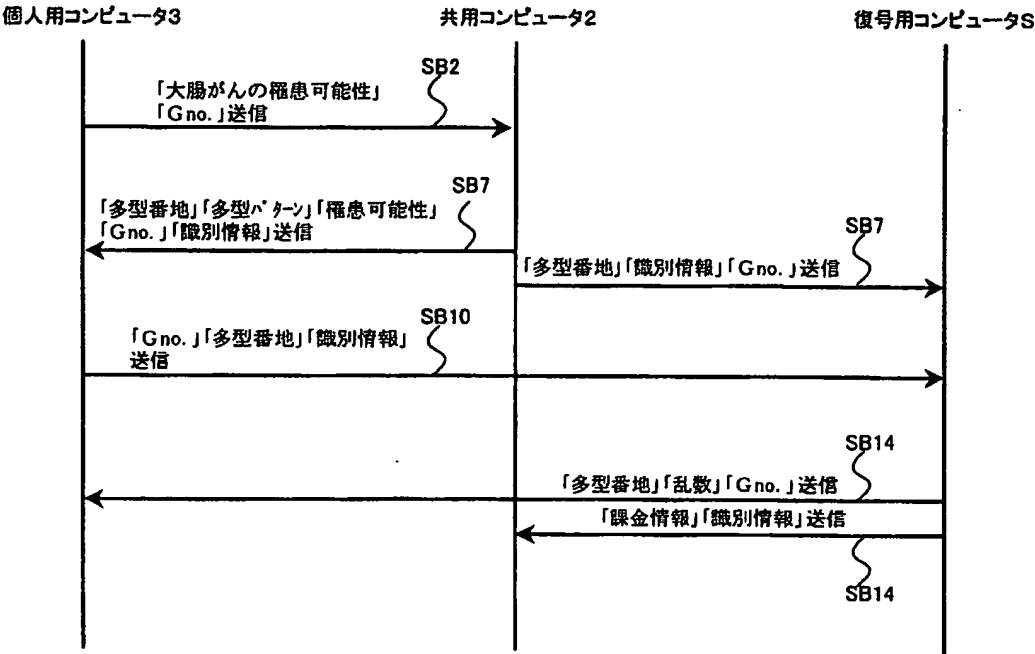 個人用コンピュータ3
共用コンピュータ2
復号用コンピュータS
SB2
「大腸がんの罹患可能性」
「Gno.」送信
SB7
「多型番地」「多型パターン」「罹患可能性」
「Gno.」「識別情報」送信
SB7
「多型番地」「識別情報」「Gno.」送信
SB10
「Gno.」「多型番地」「識別情報」
送信
SB14
「多型番地」「乱数」「Gno.」送信
「課金情報」「識別情報」送信
SB14